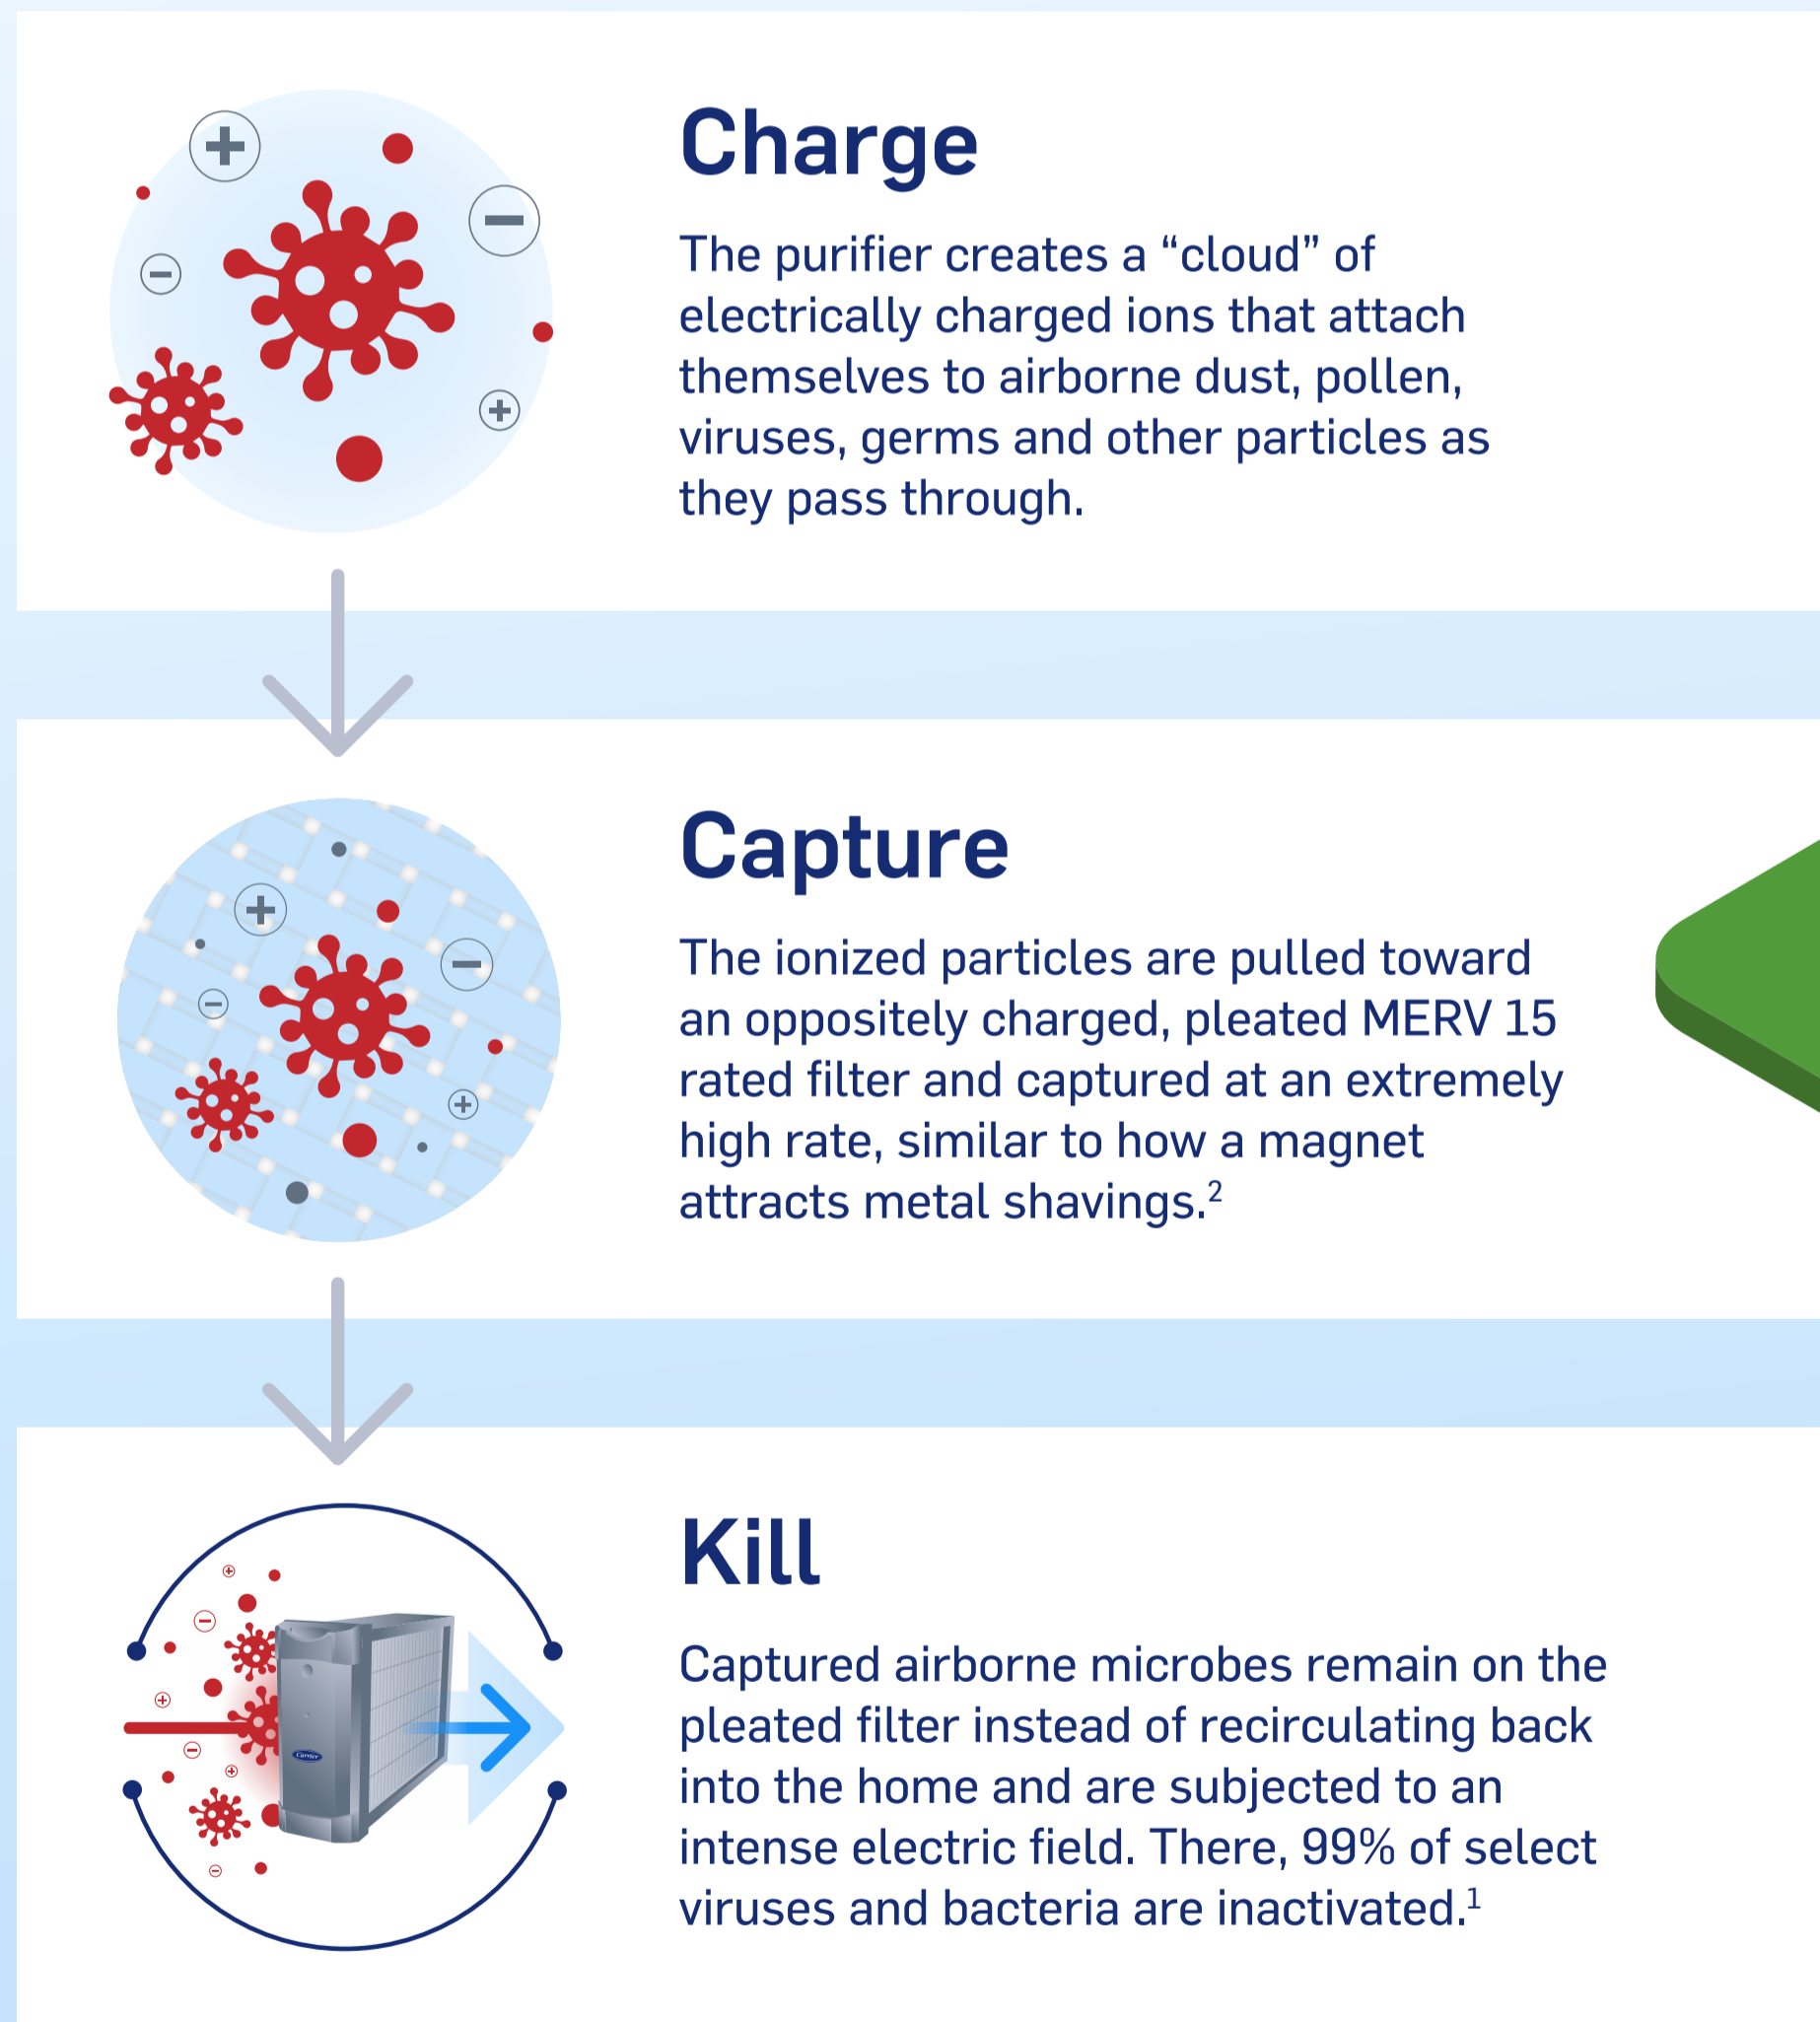 Charge
The purifier creates a “cloud” of
electrically charged ions that attach
themselves to airborne dust, pollen,
viruses, germs and other particles as
they pass through.
Capture
The ionized particles are pulled toward
an oppositely charged, pleated MERV 15
rated filter and captured at an extremely
high rate, similar to how a magnet
attracts metal shavings.²
Kill
Captured airborne microbes remain on the
pleated filter instead of recirculating back
into the home and are subjected to an
intense electric field. There, 99% of select
viruses and bacteria are inactivated.¹
Carrier